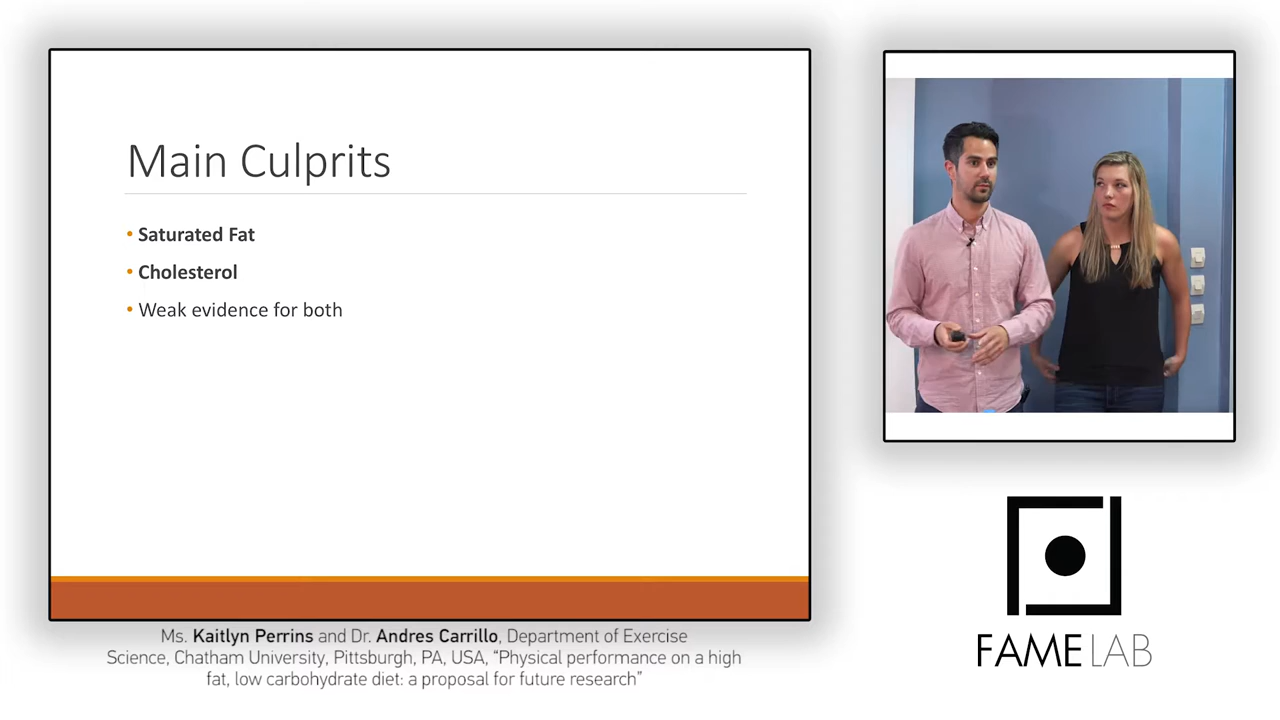 Main Culprits
• Saturated Fat
• Cholesterol
• Weak evidence for both
Ms. Kaitlyn Perrins and Dr. Andres Carrillo, Department of Exercise
Science, Chatham University, Pittsburgh, PA, USA, “Physical performance on a high
fat, low carbohydrate diet: a proposal for future research”
FAME LAB